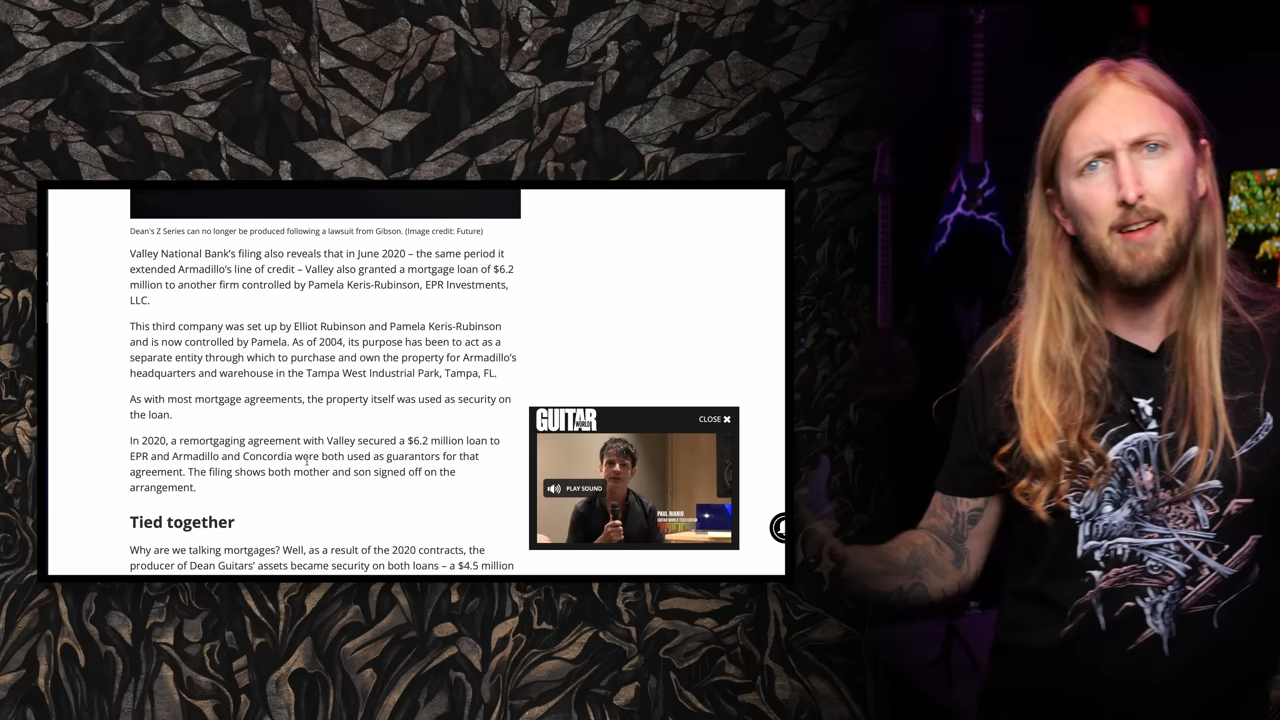 Dean's Z Series can no longer be produced following a lawsuit from Gibson. (Image credit: Future)
Valley National Bank's filing also reveals that in June 2020 – the same period it
extended Armadillo's line of credit – Valley also granted a mortgage loan of $6.2
million to another firm controlled by Pamela Keris-Robinson, EPR Investments,
LLC.
This third company was set up by Elliot Rubinson and Pamela Keris-Rubinson
and is now controlled by Pamela. As of 2004, its purpose has been to act as a
separate entity through which to purchase and own the property for Armadillo's
headquarters and warehouse in the Tampa West Industrial Park, Tampa, FL.
As with most mortgage agreements, the property itself was used as security on
the loan.
In 2020, a remortgaging agreement with Valley secured a $6.2 million loan to
EPR and Armadillo and Concordia were both used as guarantors for that
agreement. The filing shows both mother and son signed off on the
arrangement.
Tied together
Why are we talking mortgages? Well, as a result of the 2020 contracts, the
producer of Dean Guitars' assets became security on both loans – a $4.5 million
GUITAR
WORLD
CLOSE ✖
PLAY SOUND
PAUL RIARIO
GUITAR WORLD TECH EDITOR